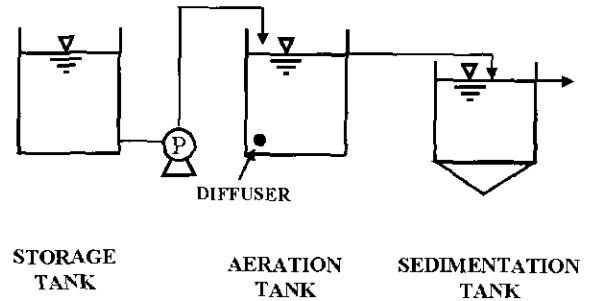 P
DIFFUSER
STORAGE
TANK
AERATION
TANK
SEDIMENTATION
TANK